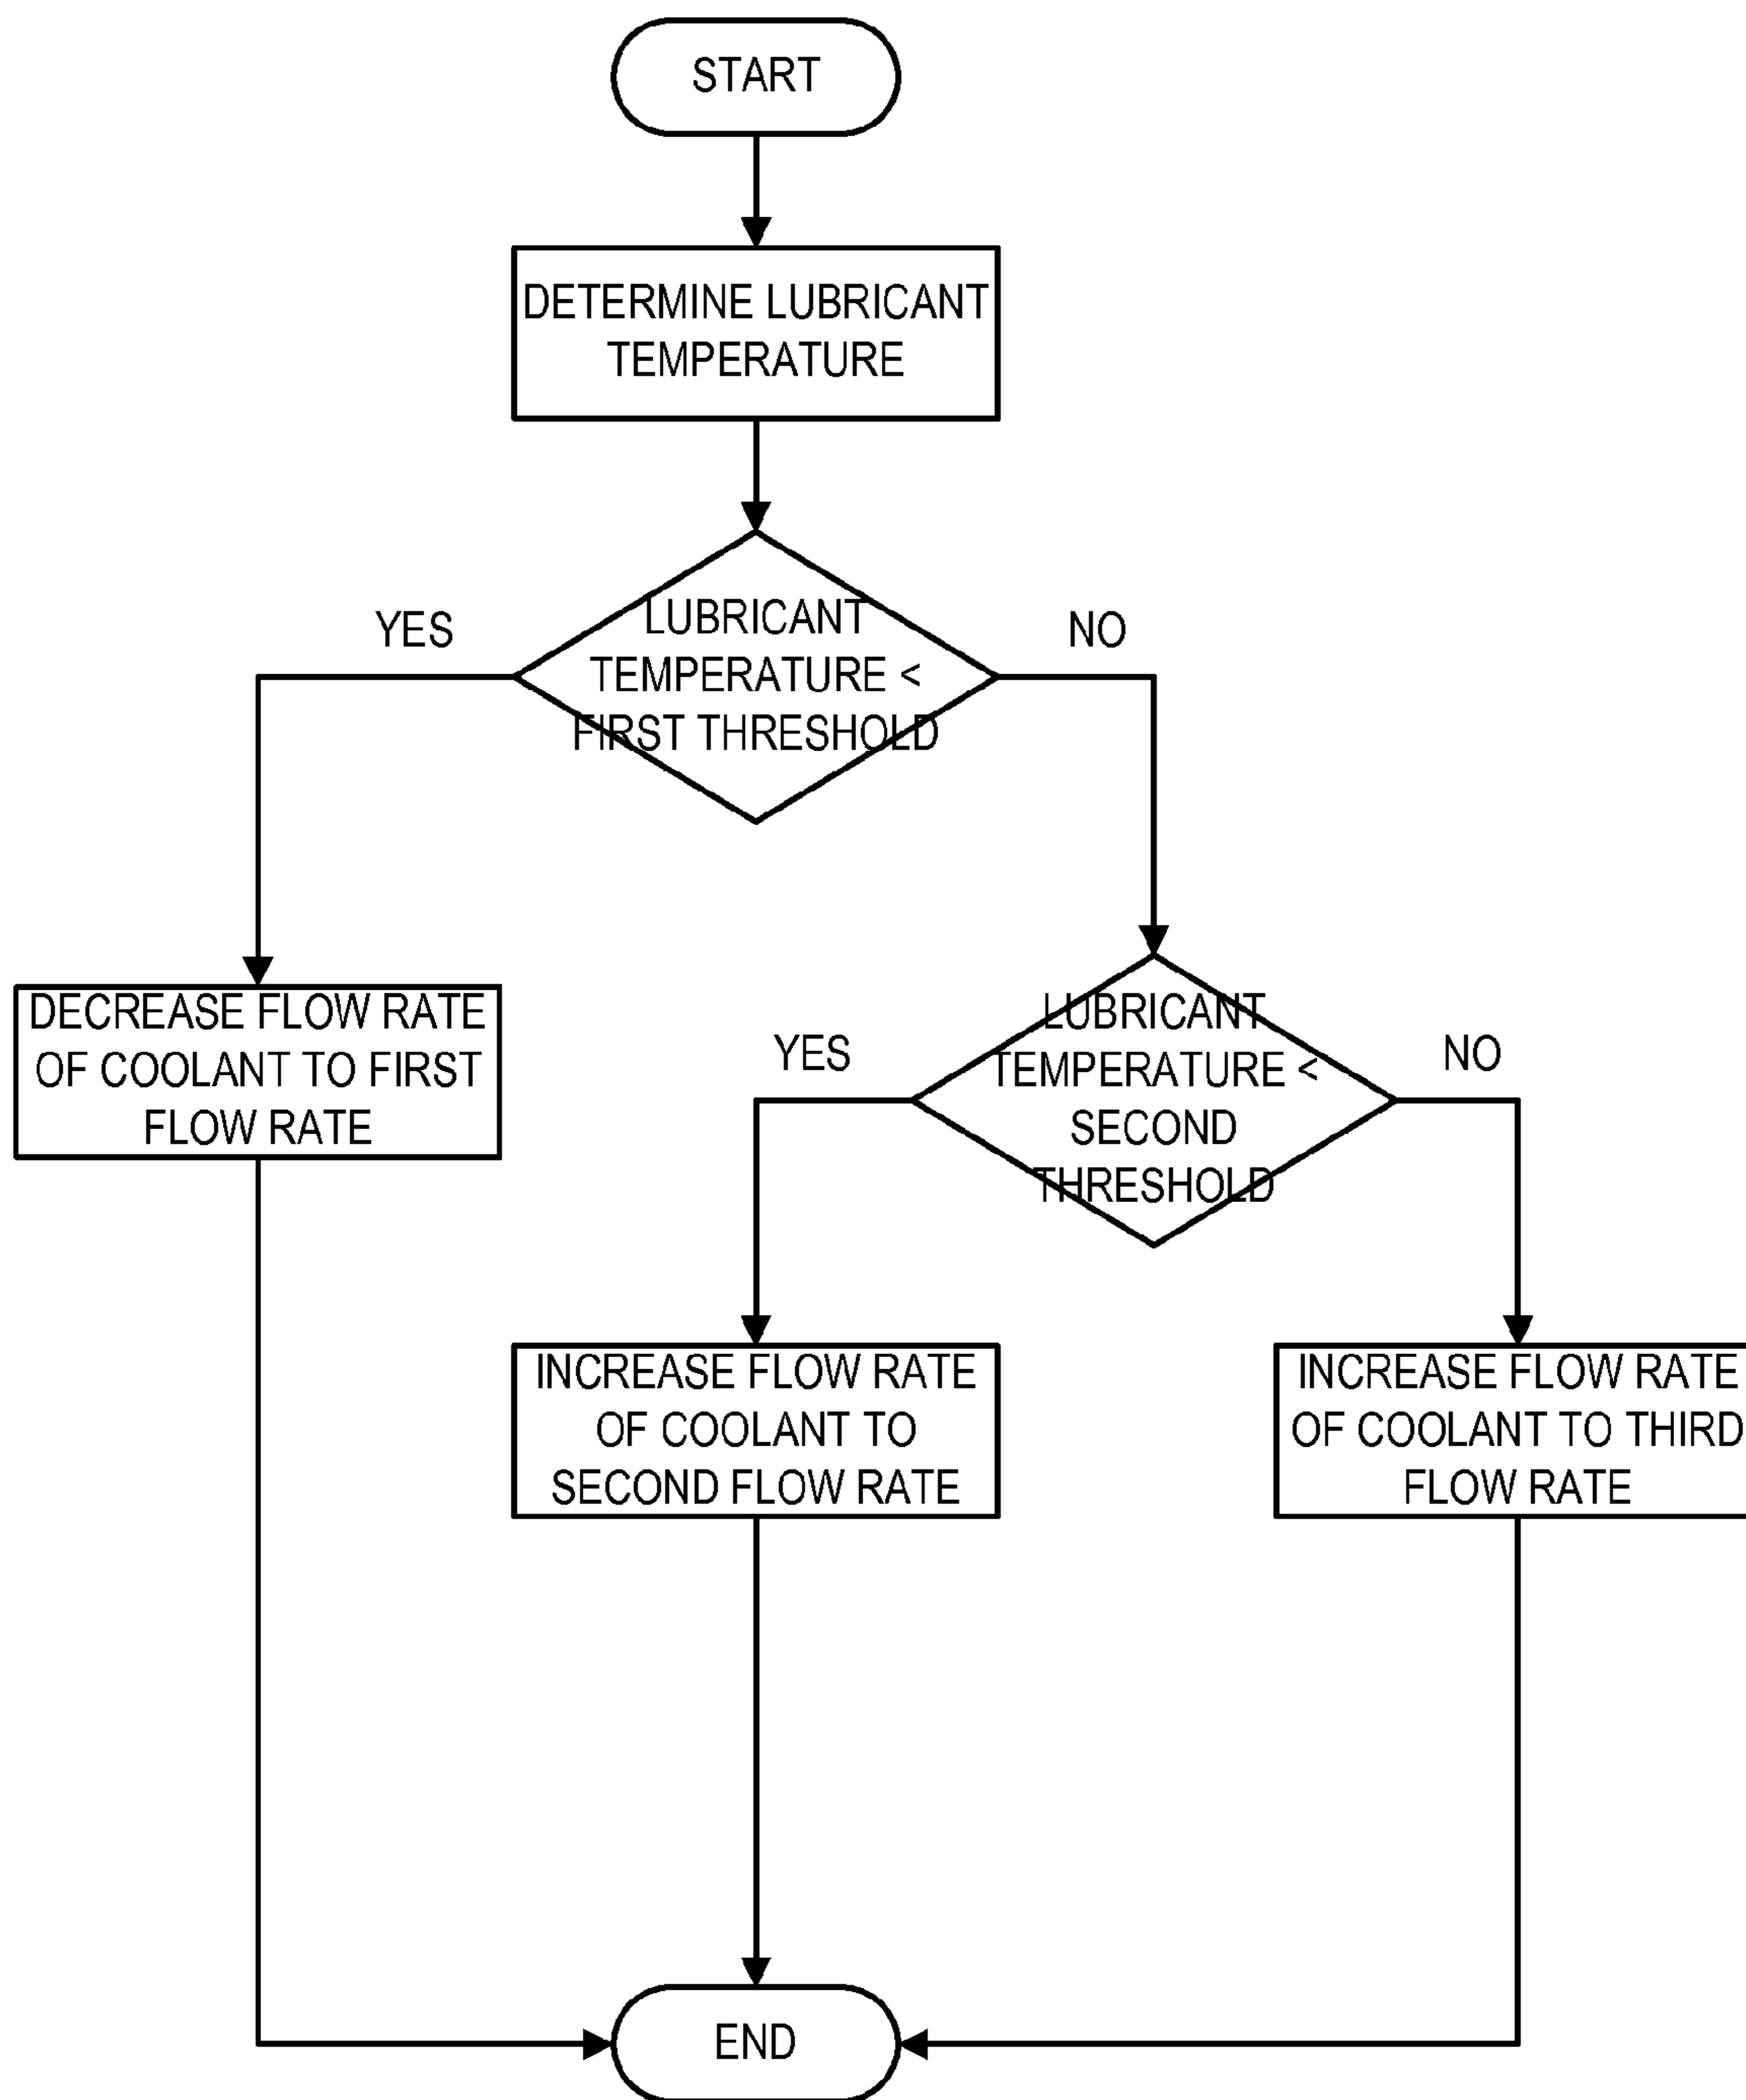 START
DETERMINE LUBRICANT
TEMPERATURE
YES
LUBRICANT
TEMPERATURE <
FIRST THRESHOLD
NO
DECREASE FLOW RATE
OF COOLANT TO FIRST
FLOW RATE
YES
LUBRICANT
TEMPERATURE <
SECOND
THRESHOLD
NO
INCREASE FLOW RATE
OF COOLANT TO
SECOND FLOW RATE
INCREASE FLOW RATE
OF COOLANT TO THIRD
FLOW RATE
END